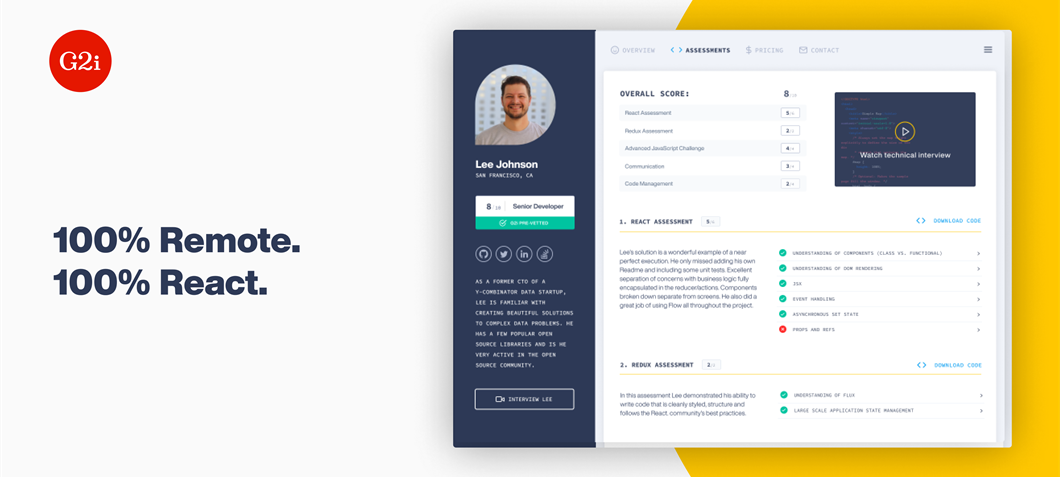 G2i
100% Remote.
100% React.
Lee Johnson
SAN FRANCISCO, CA
8
Senior Developer
G2I PRE-VETTED
AS A FORMER CTO OF A
Y-COMBINATOR DATA STARTUP,
LEE IS FAMILIAR WITH
CREATING BEAUTIFUL SOLUTIONS
TO COMPLEX DATA PROBLEMS. HE
HAS A FEW POPULAR OPEN
SOURCE LIBRARIES AND IS HE
VERY ACTIVE IN THE OPEN
SOURCE COMMUNITY.
INTERVIEW LEE
OVERVIEW
ASSESSMENTS
PRICING
CONTACT
OVERALL SCORE: 8
React Assessment 5
Redux Assessment 2
Advanced JavaScript Challenge 4
Communication 3
Code Management 2
Watch technical interview
1. REACT ASSESSMENT 5
DOWNLOAD CODE
Lee's solution is a wonderful example of a near
perfect execution. He only missed adding his own
Readme and including some unit tests. Excellent
separation of concerns with business logic fully
encapsulated in the reducer/actions. Components
broken down separate from screens. He also did a
great job of using Flow all throughout the project.
UNDERSTANDING OF COMPONENTS (CLASS VS. FUNCTIONAL)
UNDERSTANDING OF DOM RENDERING
JSX
EVENT HANDLING
ASYNCHRONOUS SET STATE
PROPS AND REFS
2. REDUX ASSESSMENT 2
DOWNLOAD CODE
In this assessment Lee demonstrated his ability to
write code that is cleanly styled, structure and
follows the React. community's best practices.
UNDERSTANDING OF FLUX
LARGE SCALE APPLICATION STATE MANAGEMENT